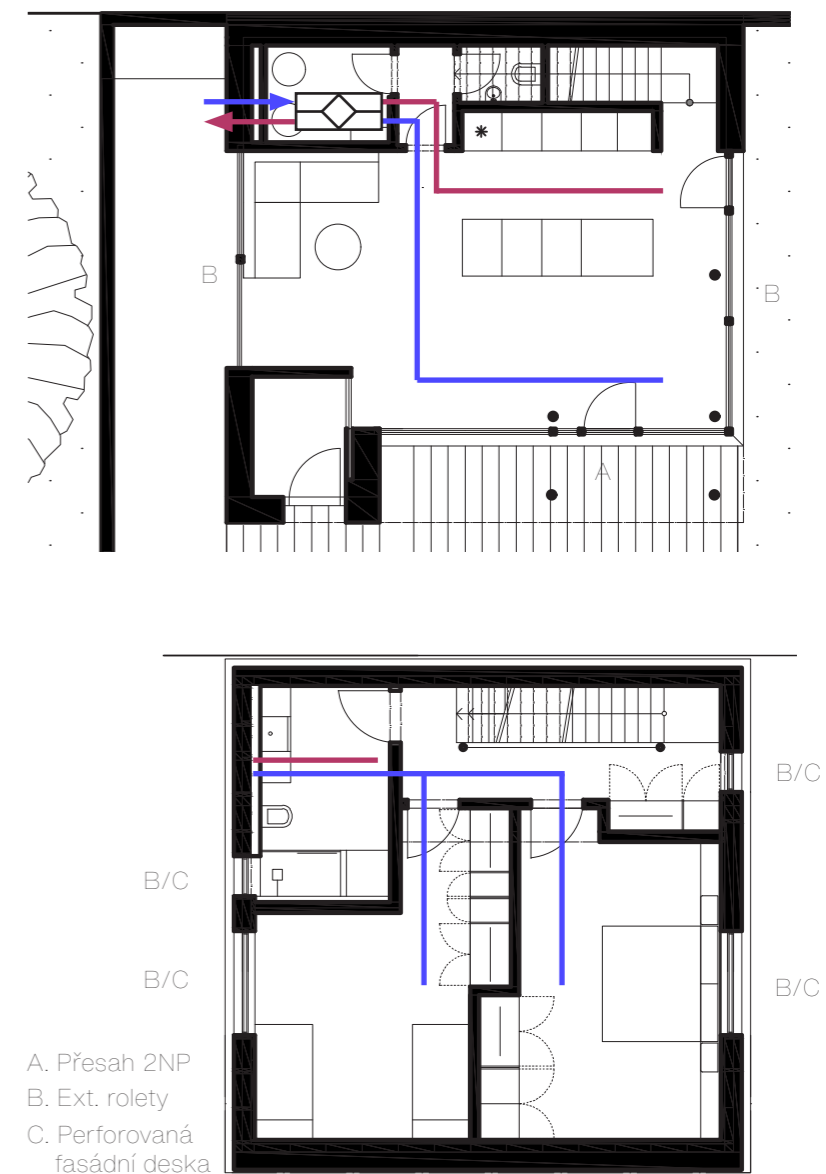 B
B
A
B/C
B/C
B/C
B/C
A. Přesah 2NP
B. Ext. rolety
C. Perforovaná
fasádní deska